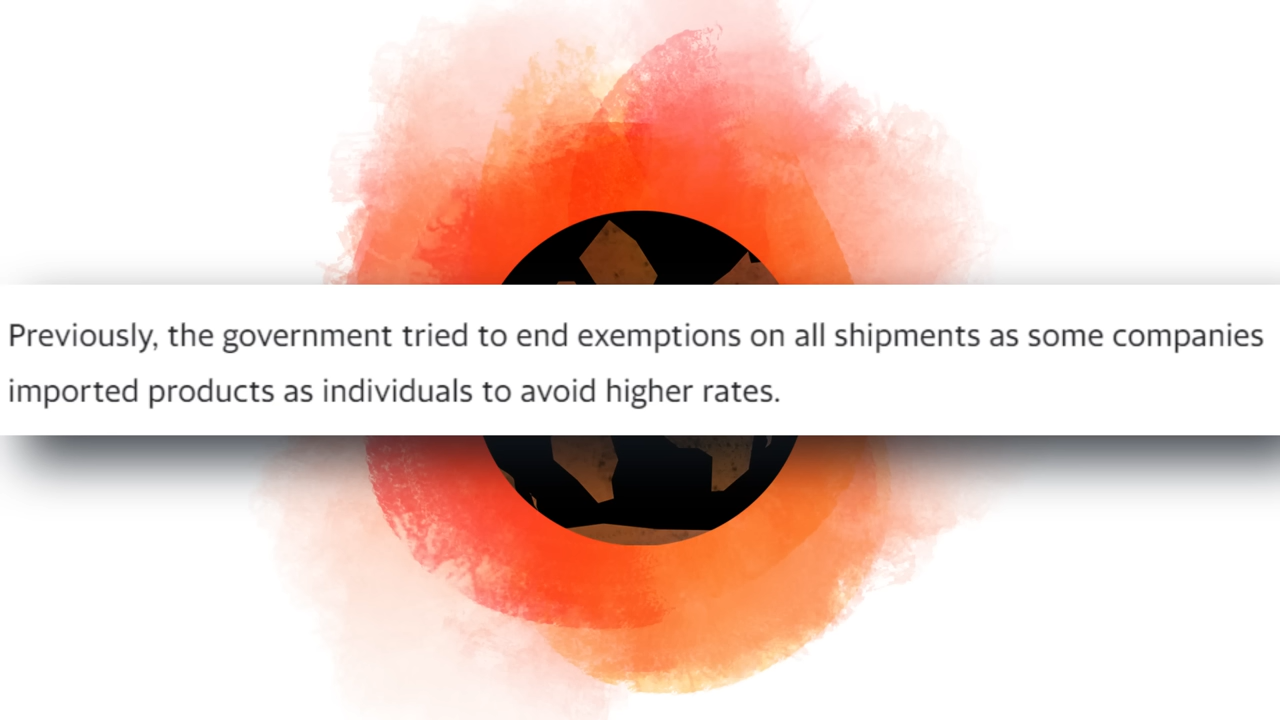 Previously, the government tried to end exemptions on all shipments as some companies
imported products as individuals to avoid higher rates.